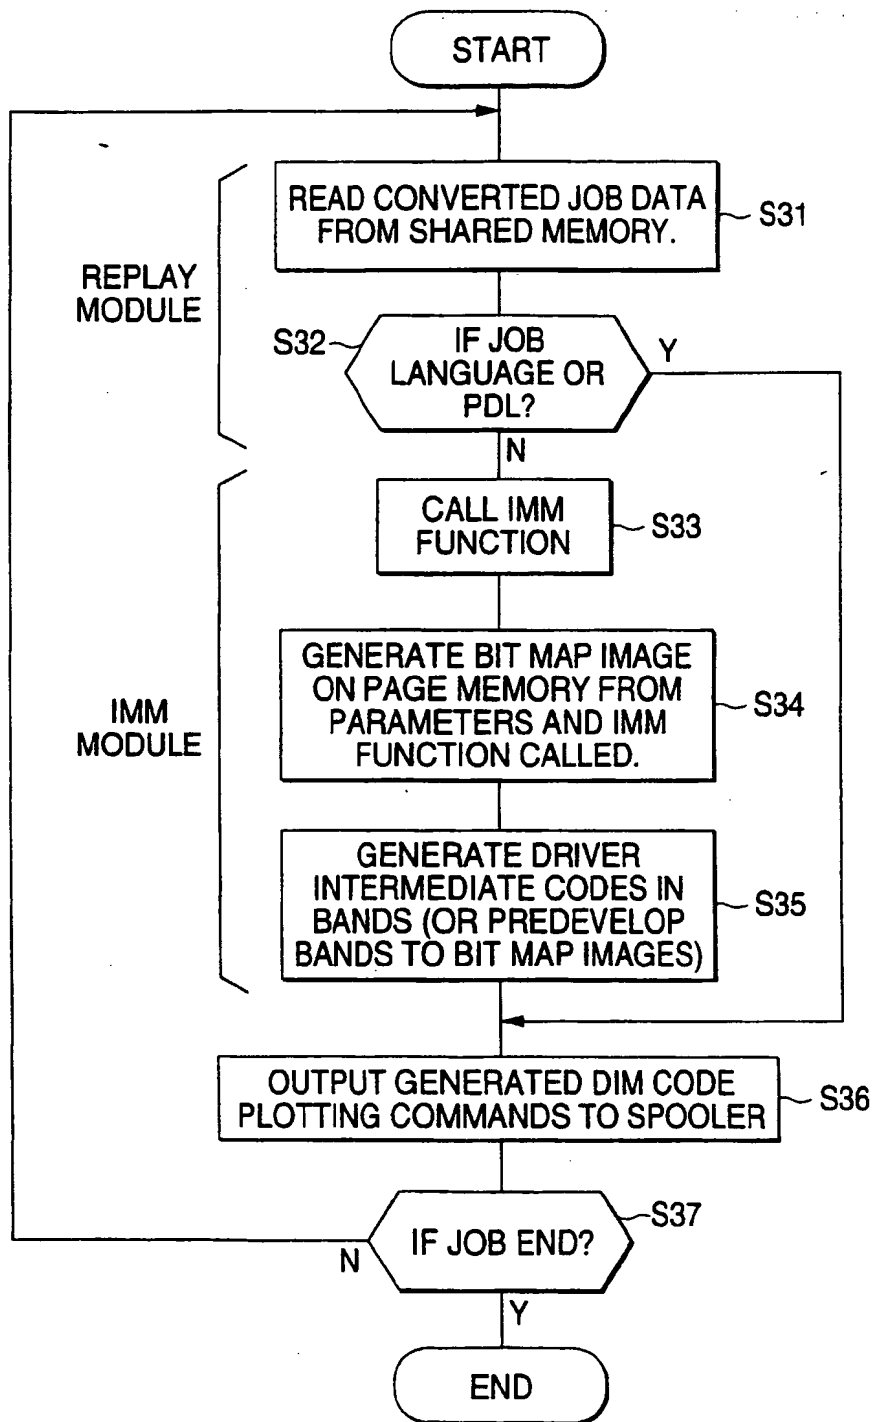 START
READ CONVERTED JOB DATA
FROM SHARED MEMORY.
S31
REPLAY
MODULE
S32
IF JOB
LANGUAGE OR
PDL?
Y
N
CALL IMM
FUNCTION
S33
GENERATE BIT MAP IMAGE
ON PAGE MEMORY FROM
PARAMETERS AND IMM
FUNCTION CALLED.
S34
IMM
MODULE
GENERATE DRIVER
INTERMEDIATE CODES IN
BANDS (OR PREDEVELOP
BANDS TO BIT MAP IMAGES)
S35
OUTPUT GENERATED DIM CODE
PLOTTING COMMANDS TO SPOOLER
S36
IF JOB END?
S37
N
Y
END